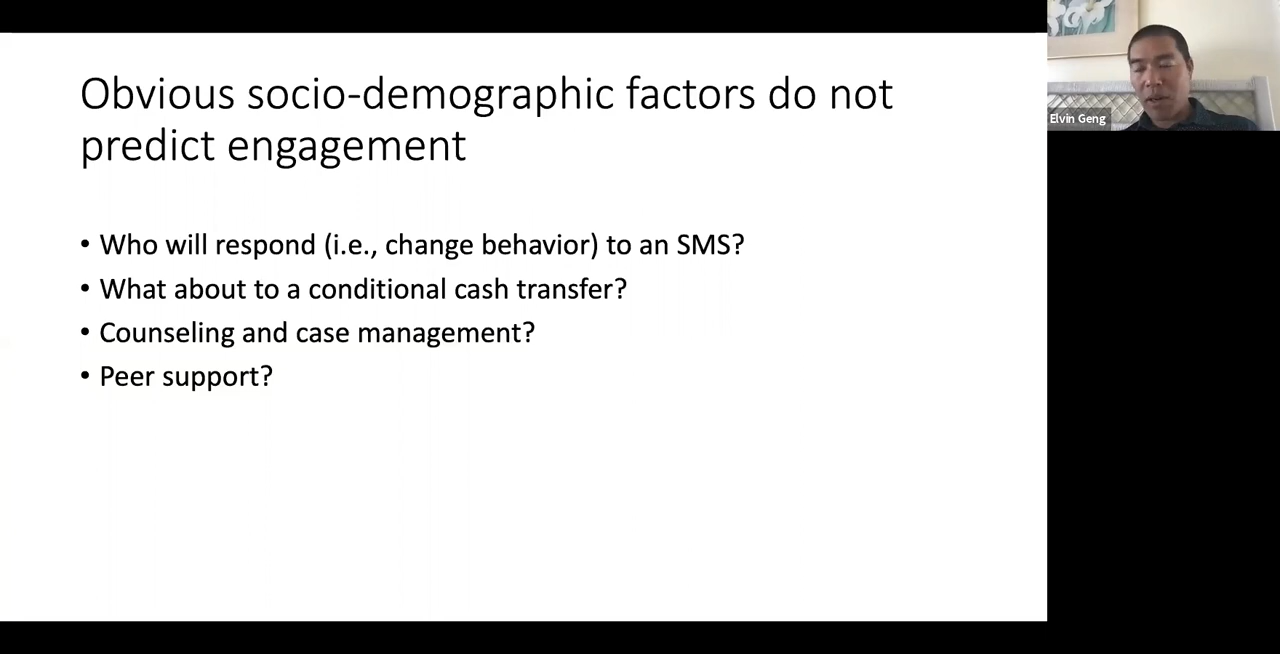 Obvious socio-demographic factors do not
predict engagement
• Who will respond (i.e., change behavior) to an SMS?
• What about to a conditional cash transfer?
• Counseling and case management?
• Peer support?
Elvin Geng